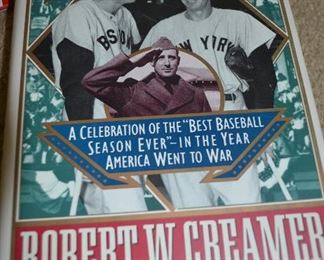 BOSTON
NEW YORK
A CELEBRATION OF THE "BEST BASEBALL
SEASON EVER"–IN THE YEAR
AMERICA WENT TO WAR
ROBERT W. CREAMER